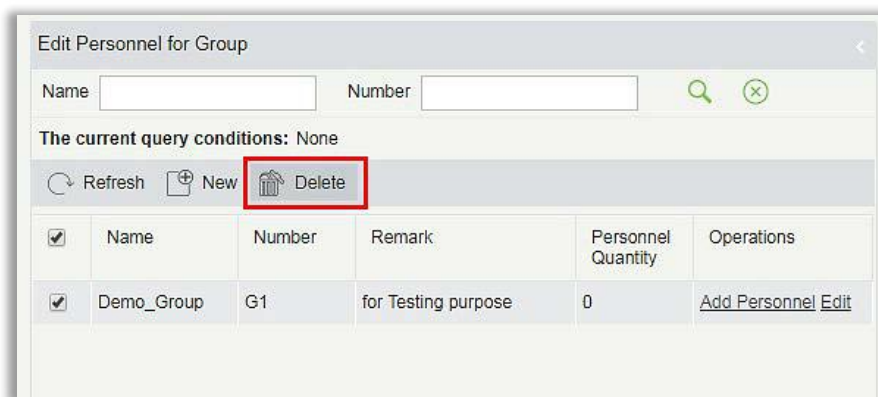 Edit Personnel for Group
Name Number
The current query conditions: None
Refresh New Delete
Name Number Remark Personnel Quantity Operations
Demo_Group G1 for Testing purpose 0 Add Personnel Edit